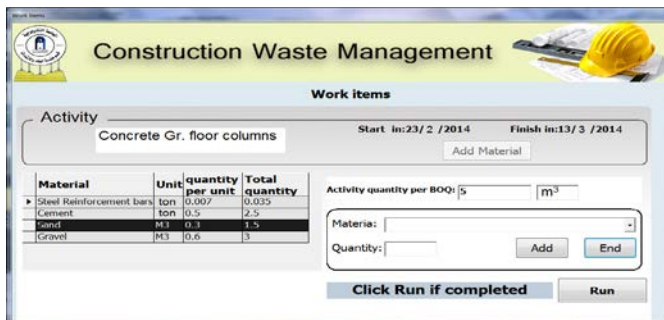 Work items
Construction Waste Management
Work items
Activity
Concrete Gr. floor columns
Start in:23/ 2 /2014 Finish in:13/ 3 /2014
Add Material
Material Unit quantity per unit Total quantity
Steel Reinforcement bars ton 0.007 0.035
Cement ton 0.5 2.5
Sand M3 0.3 1.5
Gravel M3 0.6 3
Activity quantity per BOQ: 5 m³
Materia:
Quantity: Add End
Click Run if completed Run